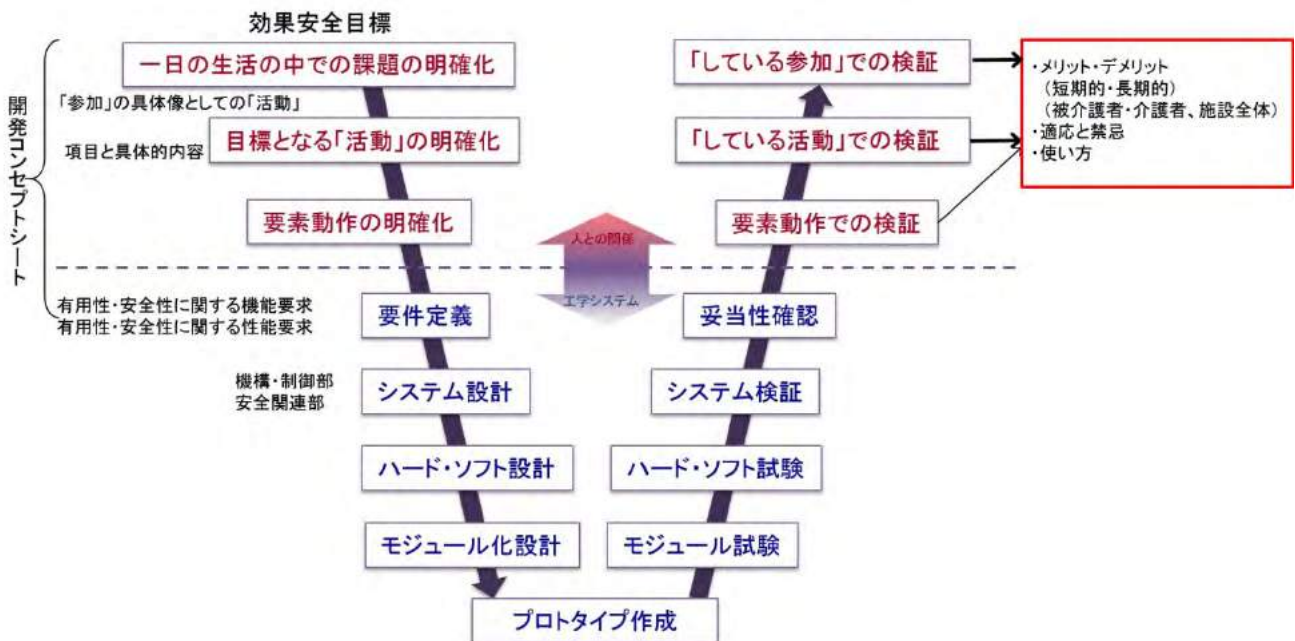 効果安全目標
開発コンセプトシート
一日の生活の中での課題の明確化
「参加」の具体像としての「活動」
項目と具体的内容
目標となる「活動」の明確化
要素動作の明確化
有用性・安全性に関する機能要求
有用性・安全性に関する性能要求
要件定義
機構・制御部
安全関連部
システム設計
ハード・ソフト設計
モジュール化設計
プロトタイプ作成
人との関係
工学システム
「している参加」での検証
「している活動」での検証
要素動作での検証
妥当性確認
システム検証
ハード・ソフト試験
モジュール試験
・メリット・デメリット
（短期的・長期的）
（被介護者・介護者、施設全体）
・適応と禁忌
・使い方